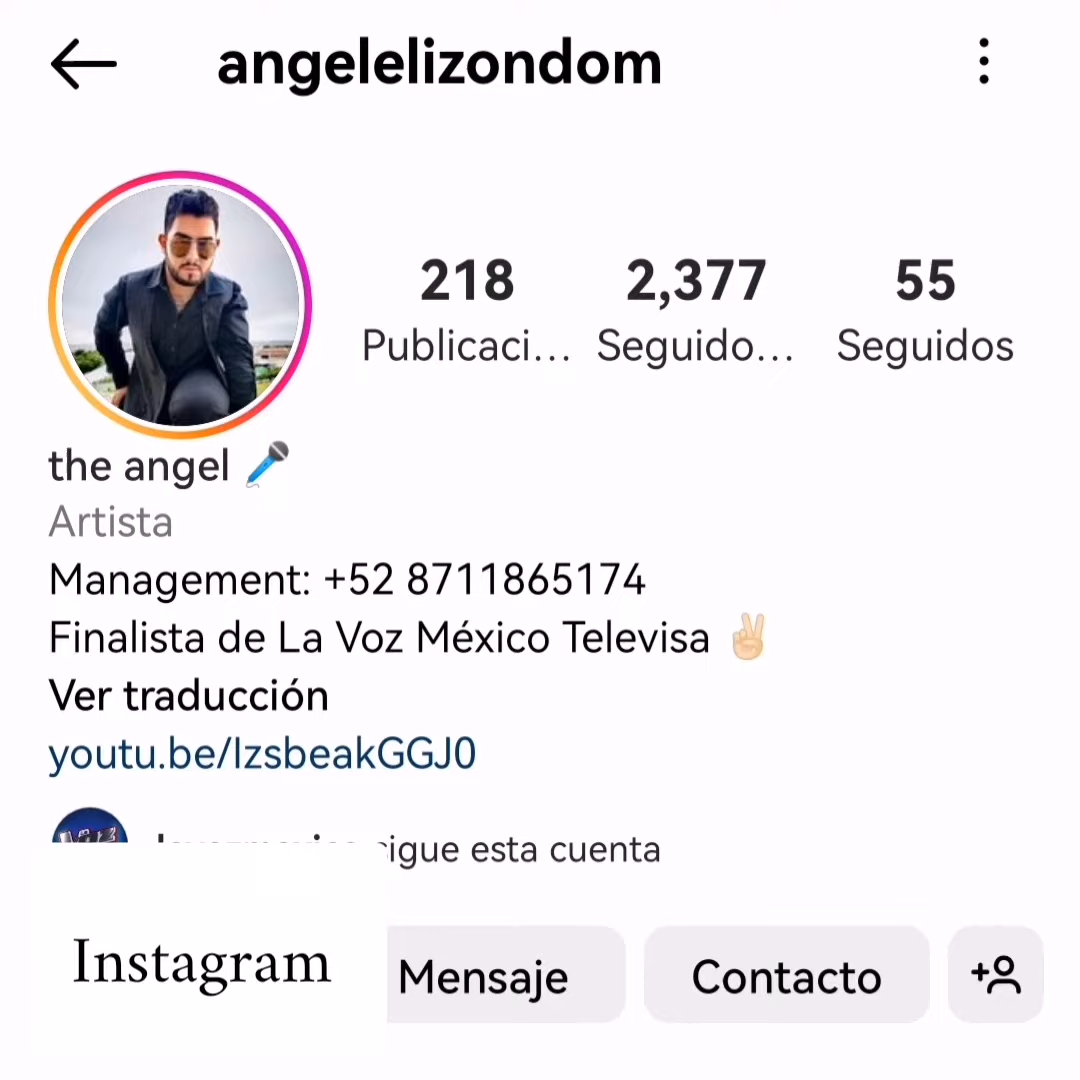 angelelizondom
218 2,377 55
Publicaci... Seguido... Seguidos
the angel
Artista
Management: +52 8711865174
Finalista de La Voz México Televisa
Ver traducción
youtu.be/IzsbeakGGJ0
sigue esta cuenta
Instagram Mensaje Contacto